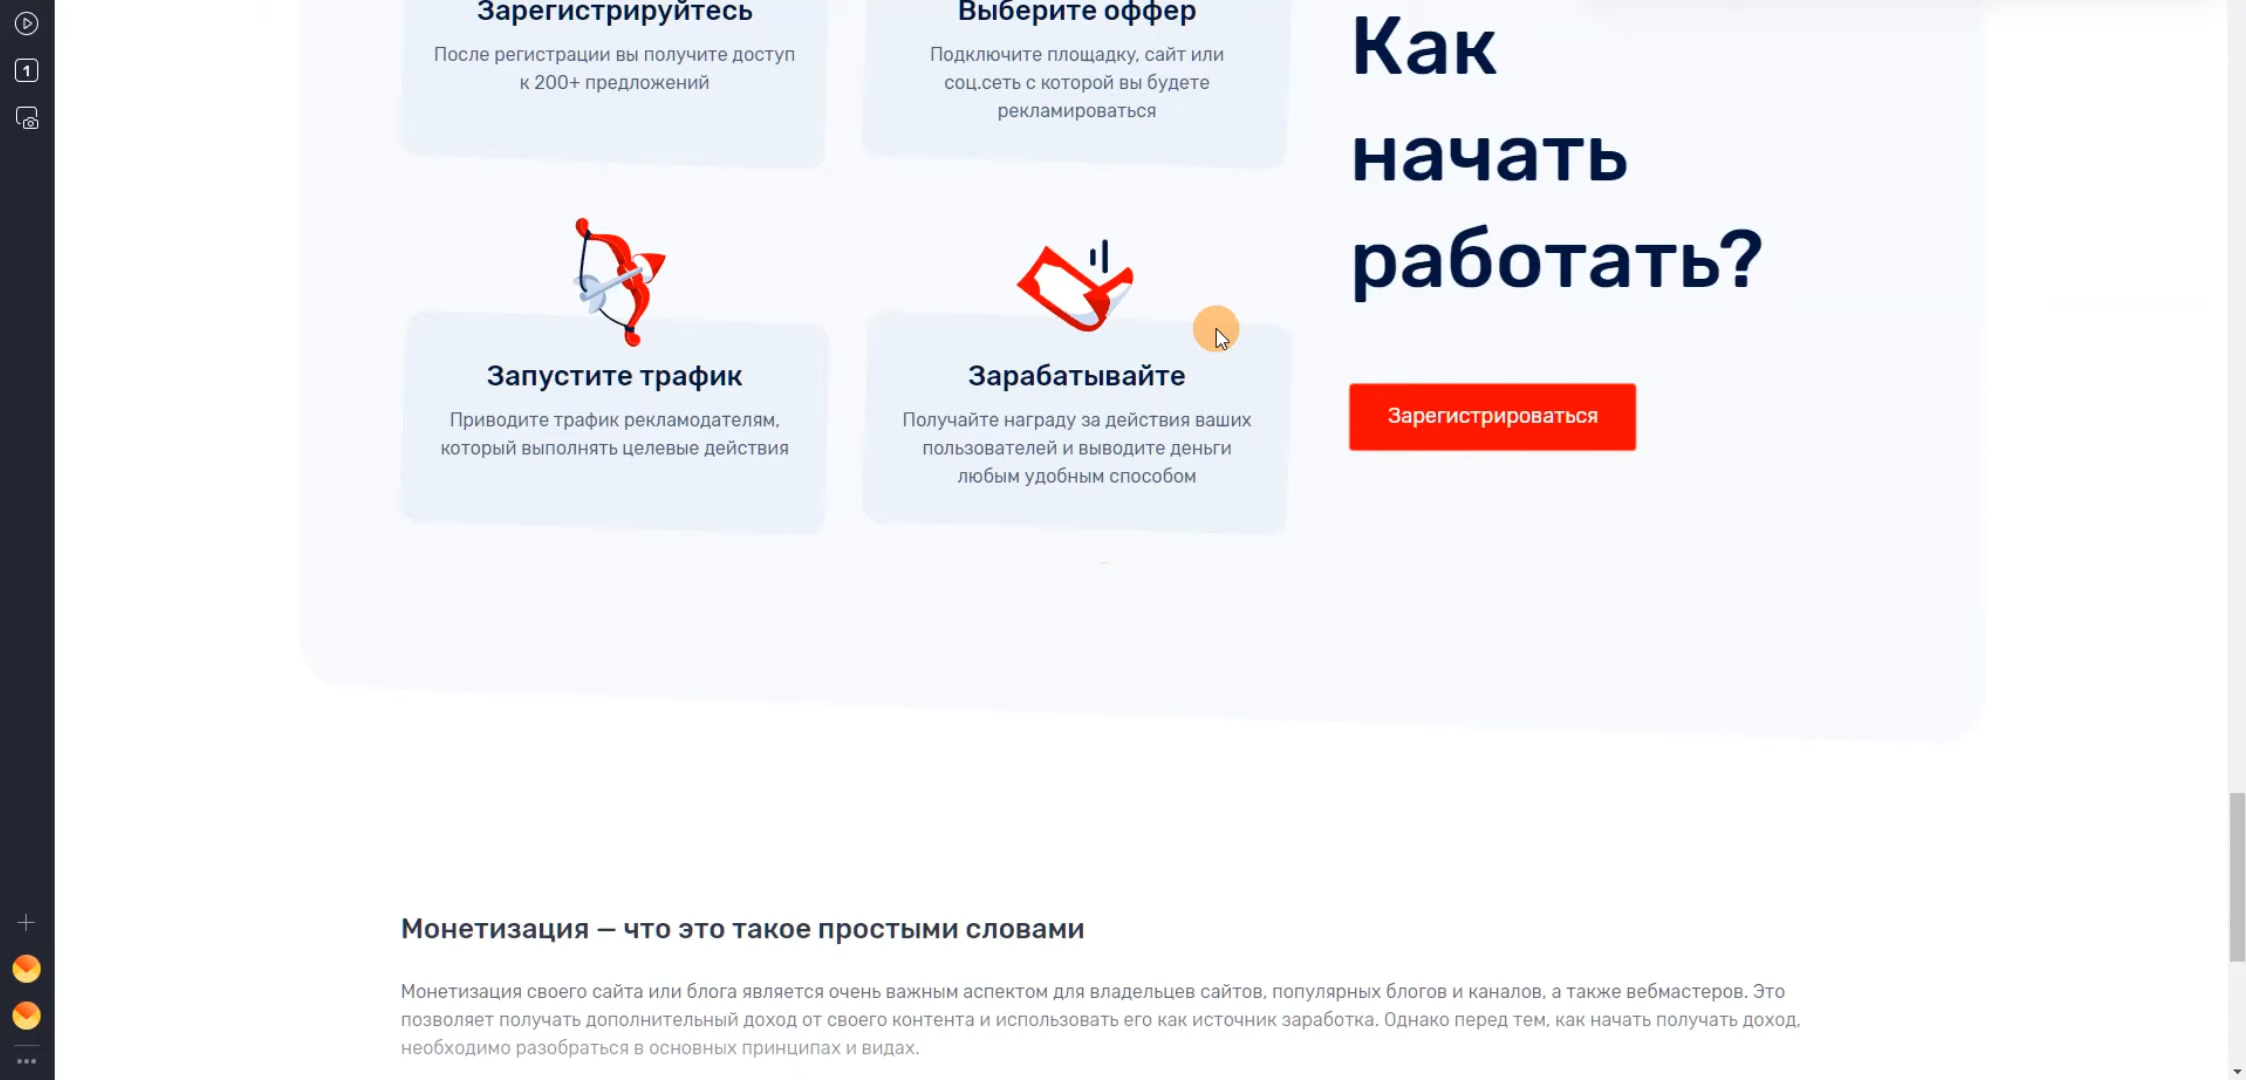 1
Зарегистрируйтесь
После регистрации вы получите доступ
к 200+ предложений
Выберите оффер
Подключите площадку, сайт или
соц.сеть с которой вы будете
рекламироваться
Как
начать
работать?
Запустите трафик
Приводите трафик рекламодателям,
который выполнять целевые действия
Зарабатывайте
Получайте награду за действия ваших
пользователей и выводите деньги
любым удобным способом
Зарегистрироваться
Монетизация — что это такое простыми словами
Монетизация своего сайта или блога является очень важным аспектом для владельцев сайтов, популярных блогов и каналов, а также вебмастеров. Это
позволяет получать дополнительный доход от своего контента и использовать его как источник заработка. Однако перед тем, как начать получать доход,
необходимо разобраться в основных принципах и видах.